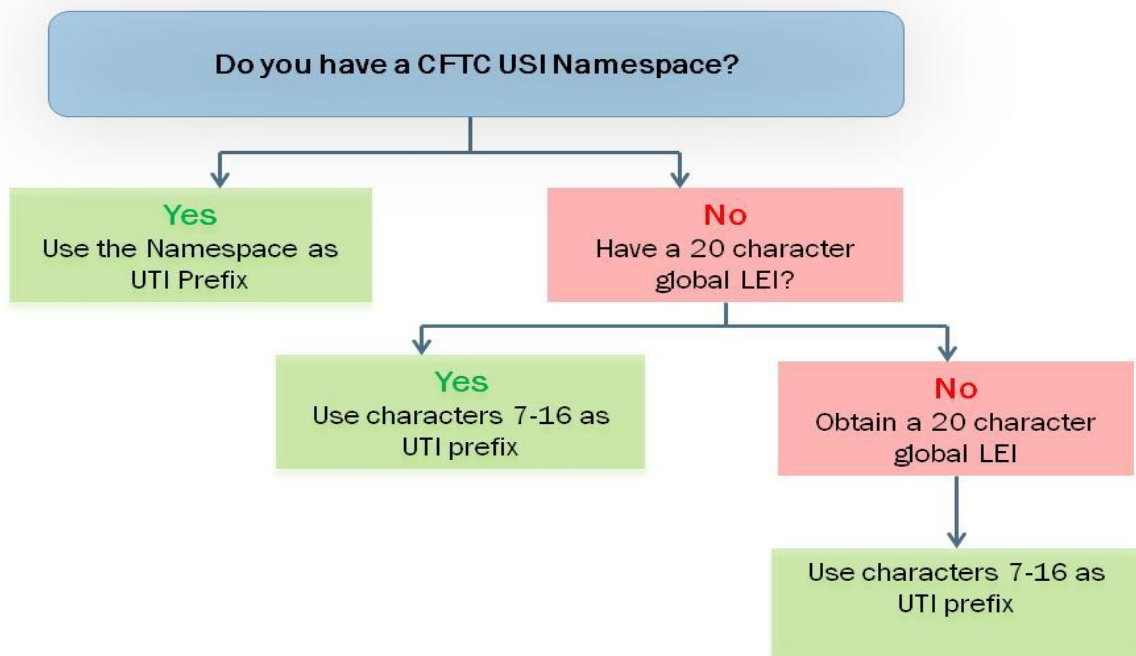 Do you have a CFTC USI Namespace?
Yes
Use the Namespace as
UTI Prefix
No
Have a 20 character
global LEI?
Yes
Use characters 7-16 as
UTI prefix
No
Obtain a 20 character
global LEI
Use characters 7-16 as
UTI prefix